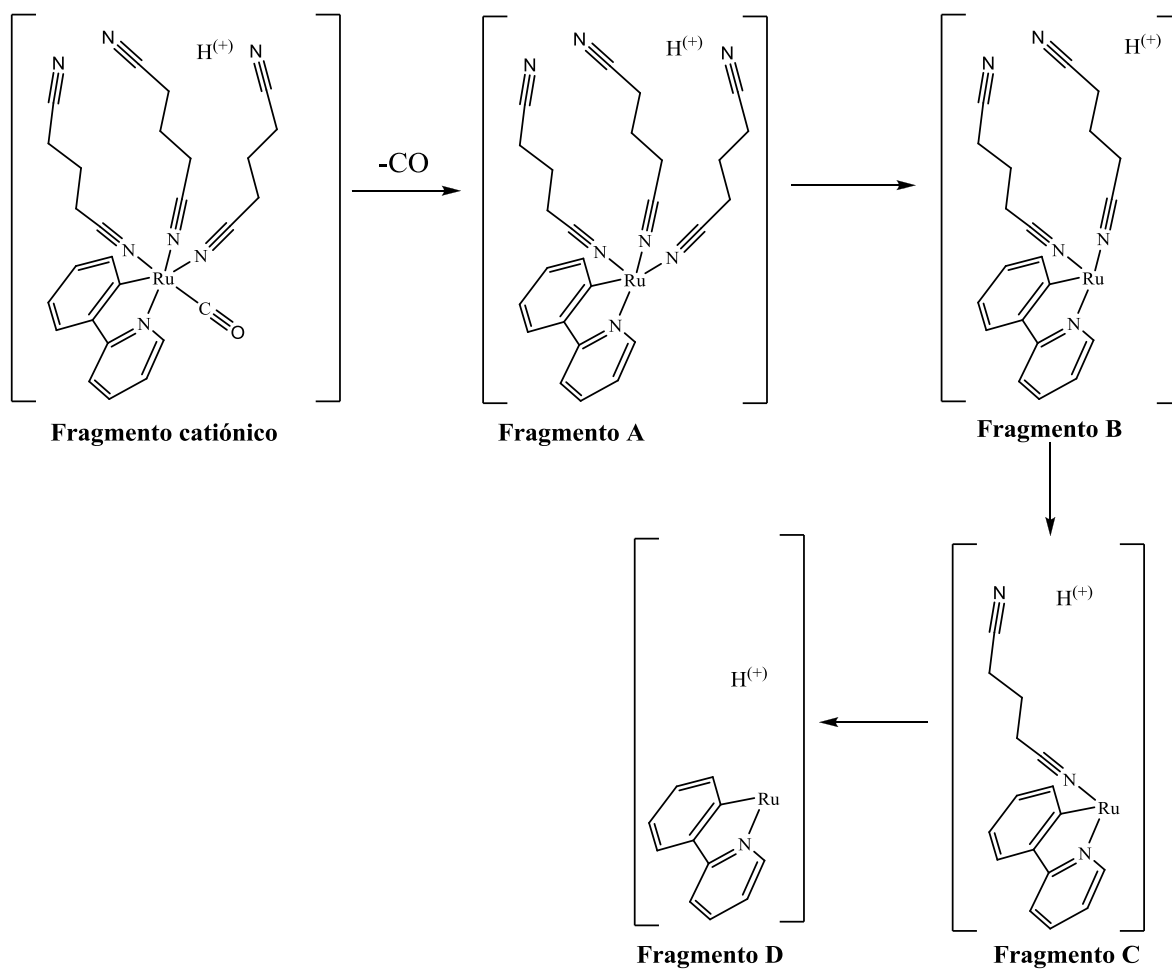 N
N
H(+)
N
N
N
N
Ru
N
C
O
Fragmento catiónico
-CO
N
N
H(+)
N
N
N
N
Ru
N
Fragmento A
N
N
H(+)
N
N
Ru
N
Fragmento B
H(+)
Ru
N
Fragmento D
N
H(+)
N
Ru
N
Fragmento C